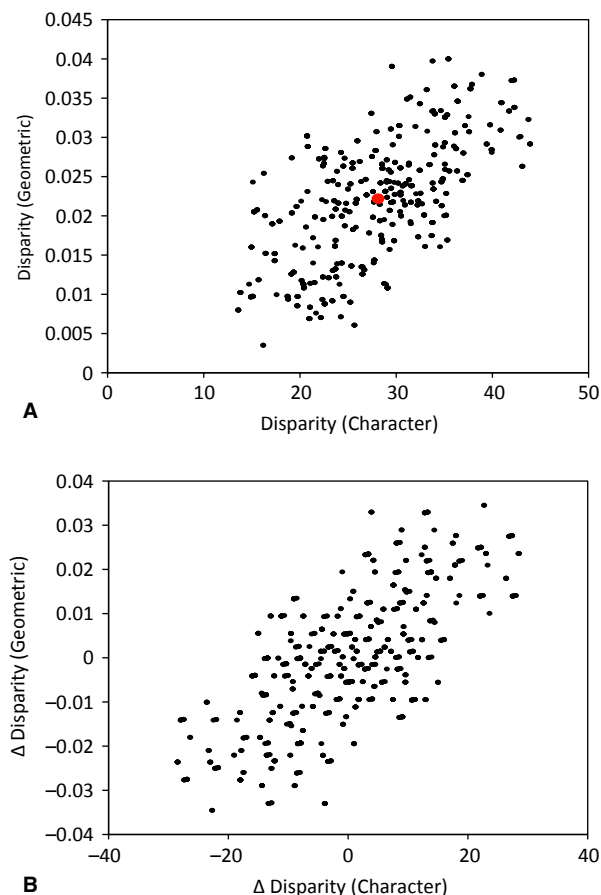 0.045
0.04
0.035
0.03
0.025
0.02
0.015
0.01
0.005
0
0 10 20 30 40 50
Disparity (Geometric)
Disparity (Character)
A
0.04
0.03
0.02
0.01
0
−0.01
−0.02
−0.03
−0.04
−40 −20 0 20 40
Δ Disparity (Geometric)
Δ Disparity (Character)
B